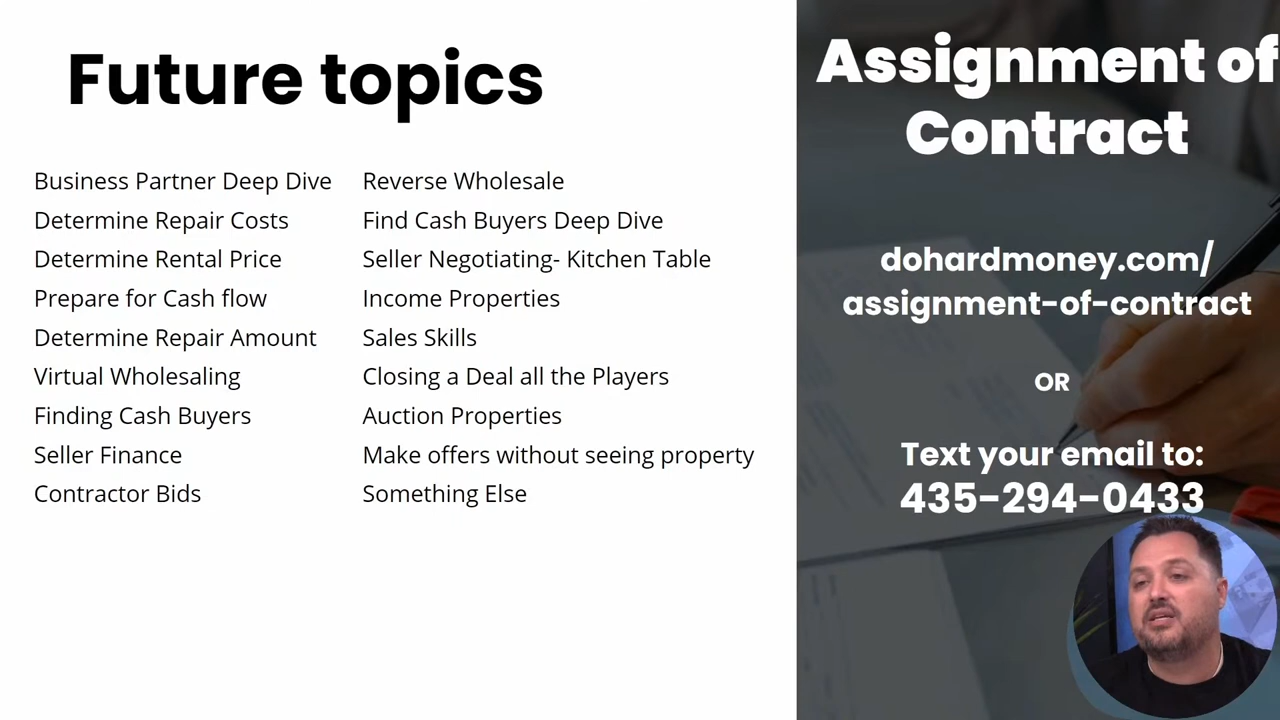 Future topics
Business Partner Deep Dive
Determine Repair Costs
Determine Rental Price
Prepare for Cash flow
Determine Repair Amount
Virtual Wholesaling
Finding Cash Buyers
Seller Finance
Contractor Bids
Reverse Wholesale
Find Cash Buyers Deep Dive
Seller Negotiating- Kitchen Table
Income Properties
Sales Skills
Closing a Deal all the Players
Auction Properties
Make offers without seeing property
Something Else
Assignment of
Contract
dohardmoney.com/
assignment-of-contract
OR
Text your email to:
435-294-0433